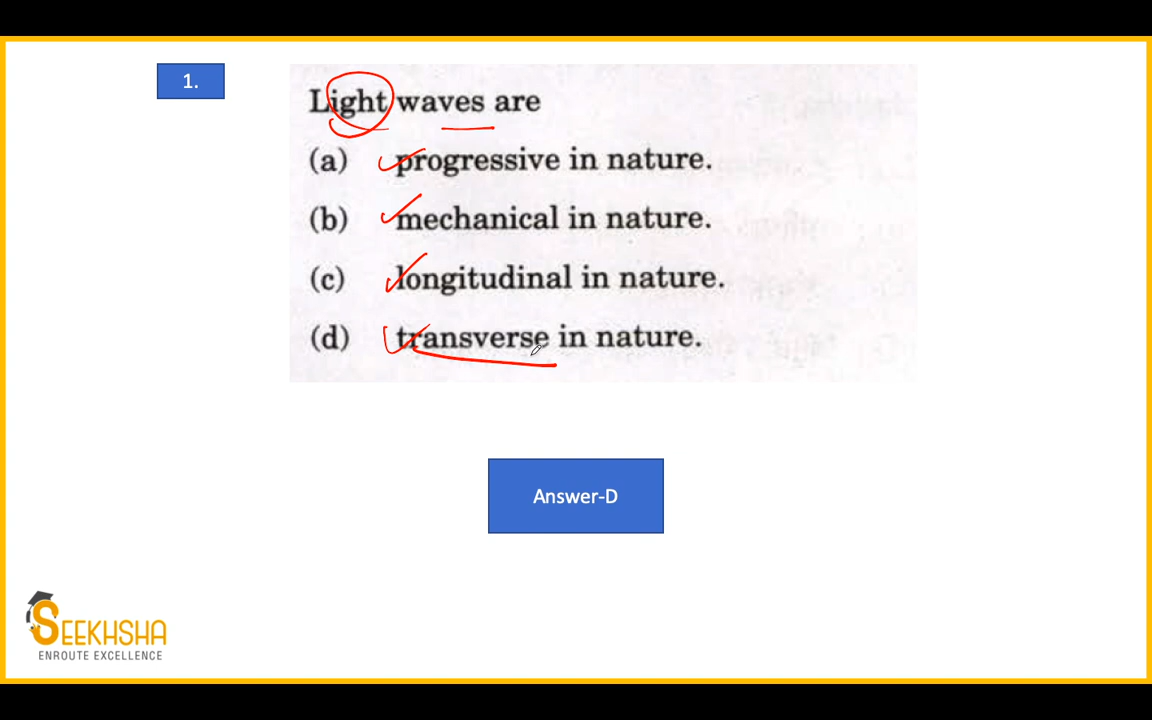 1.
Light waves are
(a) progressive in nature.
(b) mechanical in nature.
(c) longitudinal in nature.
(d) transverse in nature.
Answer-D
SEEKHSHA
ENROUTE EXCELLENCE